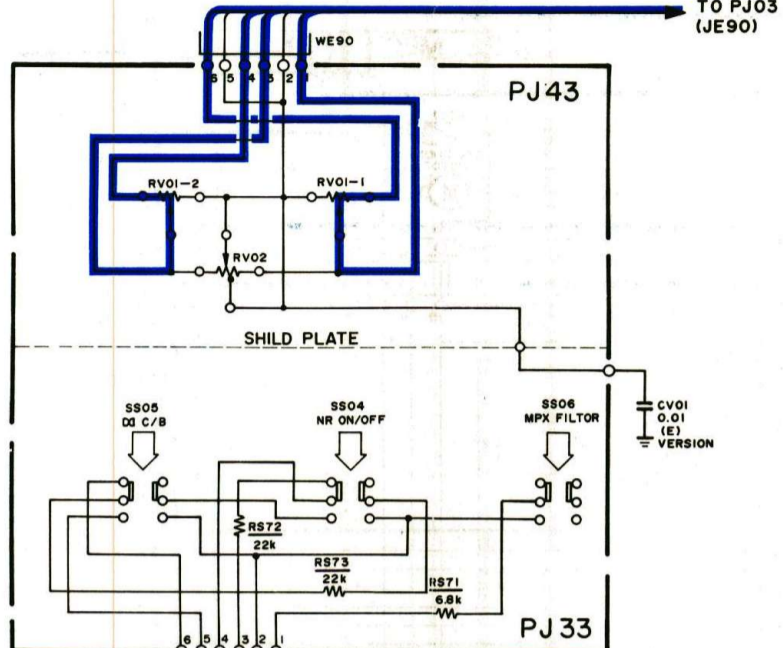 TO PJ03
(JE90)
WE90
6 5 4 3 2 1
PJ43
RV01-2
RV01-1
RV02
SHILD PLATE
SS05
C/B
SS04
NR ON/OFF
SS06
MPX FILTOR
CV01
0.01
(E)
VERSION
RS72
22k
RS73
22k
RS71
6.8k
PJ33
6 5 4 3 2 1